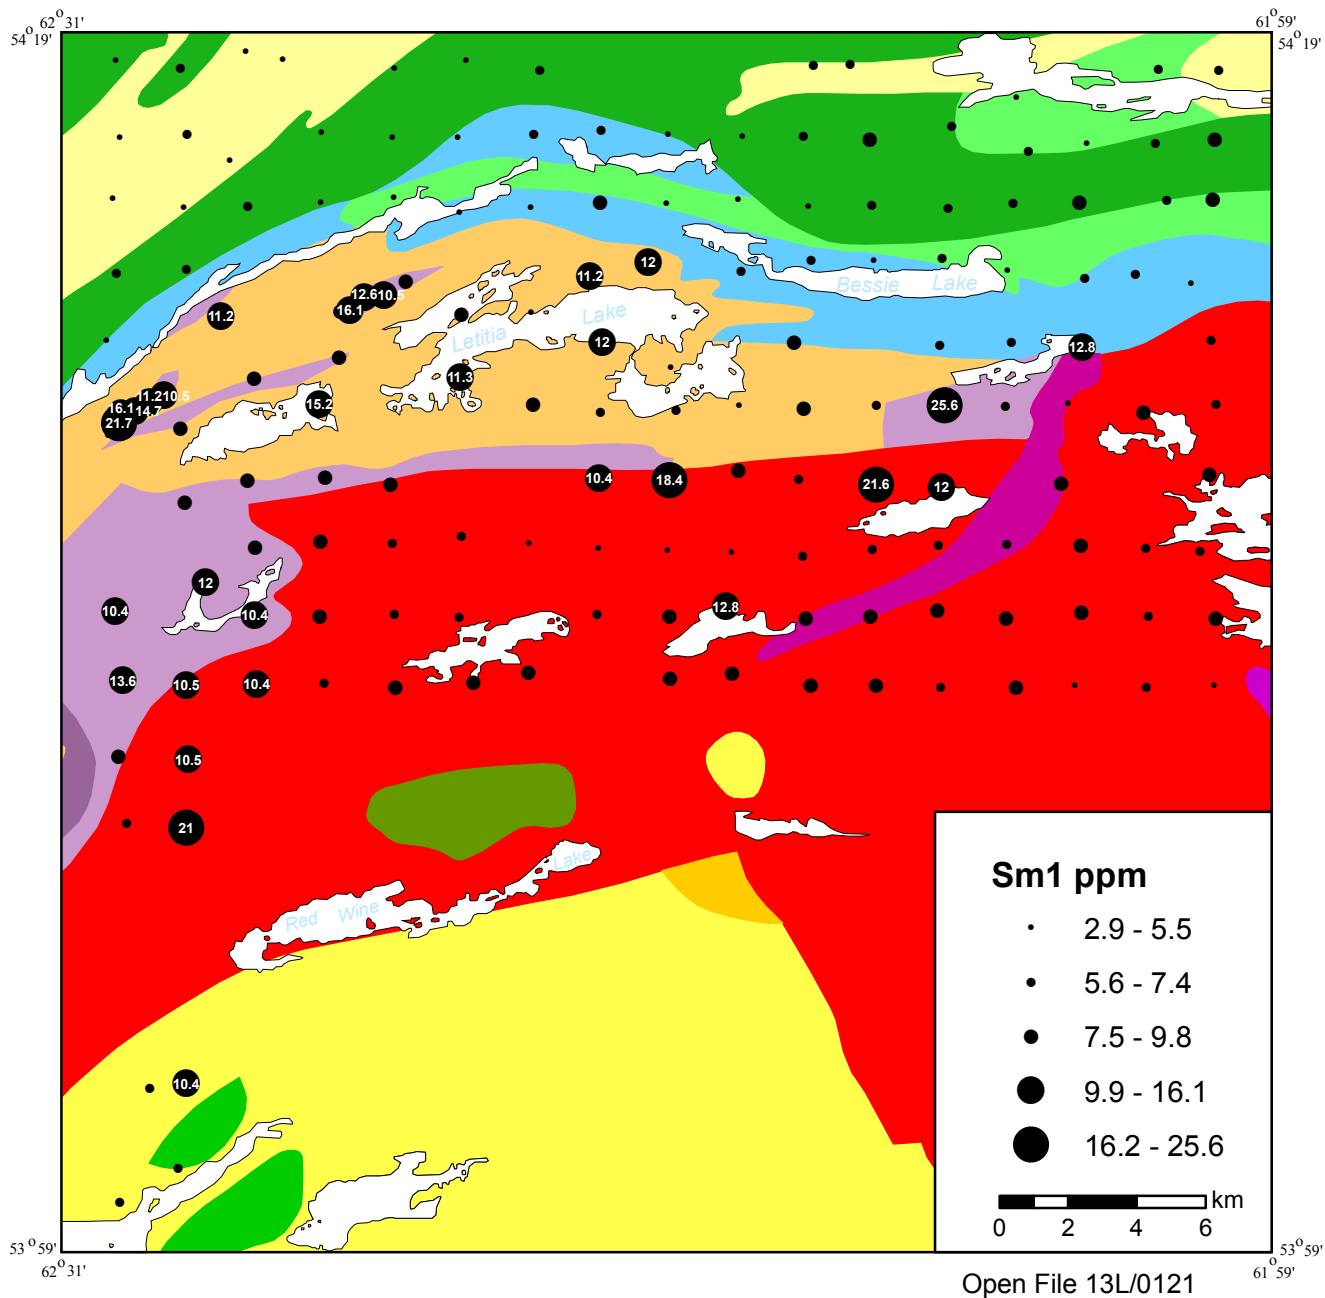 62°31'
61°59'
54°19'
54°19'
12
11.2
12.6
10.5
16.1
11.2
Bessie Lake
Lake
Letitia
12
12.8
11.3
11.2
10.5
16.1
14.7
21.7
15.2
25.6
10.4
18.4
21.6
12
12
10.4
10.4
12.8
13.6
10.5
10.4
10.5
21
Lake
Red Wine
10.4
Sm1 ppm
2.9 - 5.5
5.6 - 7.4
7.5 - 9.8
9.9 - 16.1
16.2 - 25.6
km
0 2 4 6
53°59'
53°59'
62°31'
61°59'
Open File 13L/0121